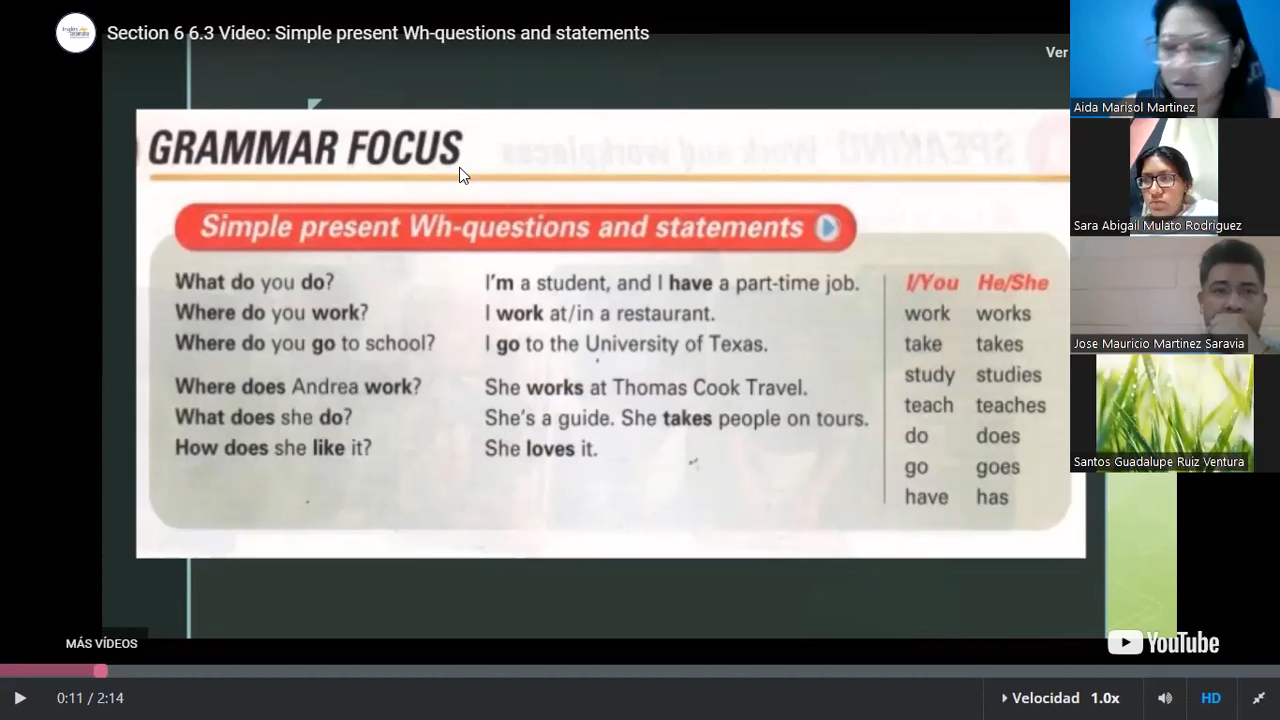 Section 6 6.3 Video: Simple present Wh-questions and statements
Ver
GRAMMAR FOCUS
SPEAKING Work and workplaces
Simple present Wh-questions and statements
What do you do? I'm a student, and I have a part-time job.
Where do you work? I work at/in a restaurant.
Where do you go to school? I go to the University of Texas.
Where does Andrea work? She works at Thomas Cook Travel.
What does she do? She's a guide. She takes people on tours.
How does she like it? She loves it.
I/You He/She
work works
take takes
study studies
teach teaches
do does
go goes
have has
Aida Marisol Martinez
Sara Abigail Mulato Rodriguez
Jose Mauricio Martinez Saravia
Santos Guadalupe Ruiz Ventura
MÁS VÍDEOS
YouTube
0:11 / 2:14
Velocidad 1.0x
HD